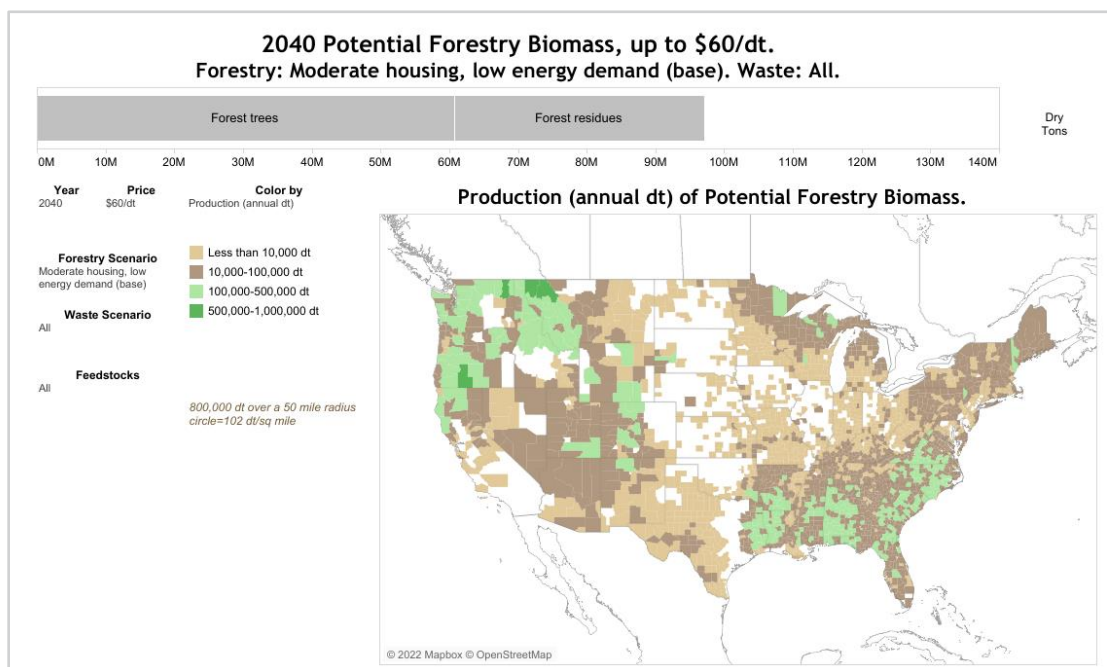 2040 Potential Forestry Biomass, up to $60/dt.
Forestry: Moderate housing, low energy demand (base). Waste: All.
Forest trees
Forest residues
Dry
Tons
0M 10M 20M 30M 40M 50M 60M 70M 80M 90M 100M 110M 120M 130M 140M
Year Price Color by
2040 $60/dt Production (annual dt)
Production (annual dt) of Potential Forestry Biomass.
Forestry Scenario
Moderate housing, low
energy demand (base)
Waste Scenario
All
Feedstocks
All
Less than 10,000 dt
10,000-100,000 dt
100,000-500,000 dt
500,000-1,000,000 dt
800,000 dt over a 50 mile radius
circle=102 dt/sq mile
© 2022 Mapbox © OpenStreetMap